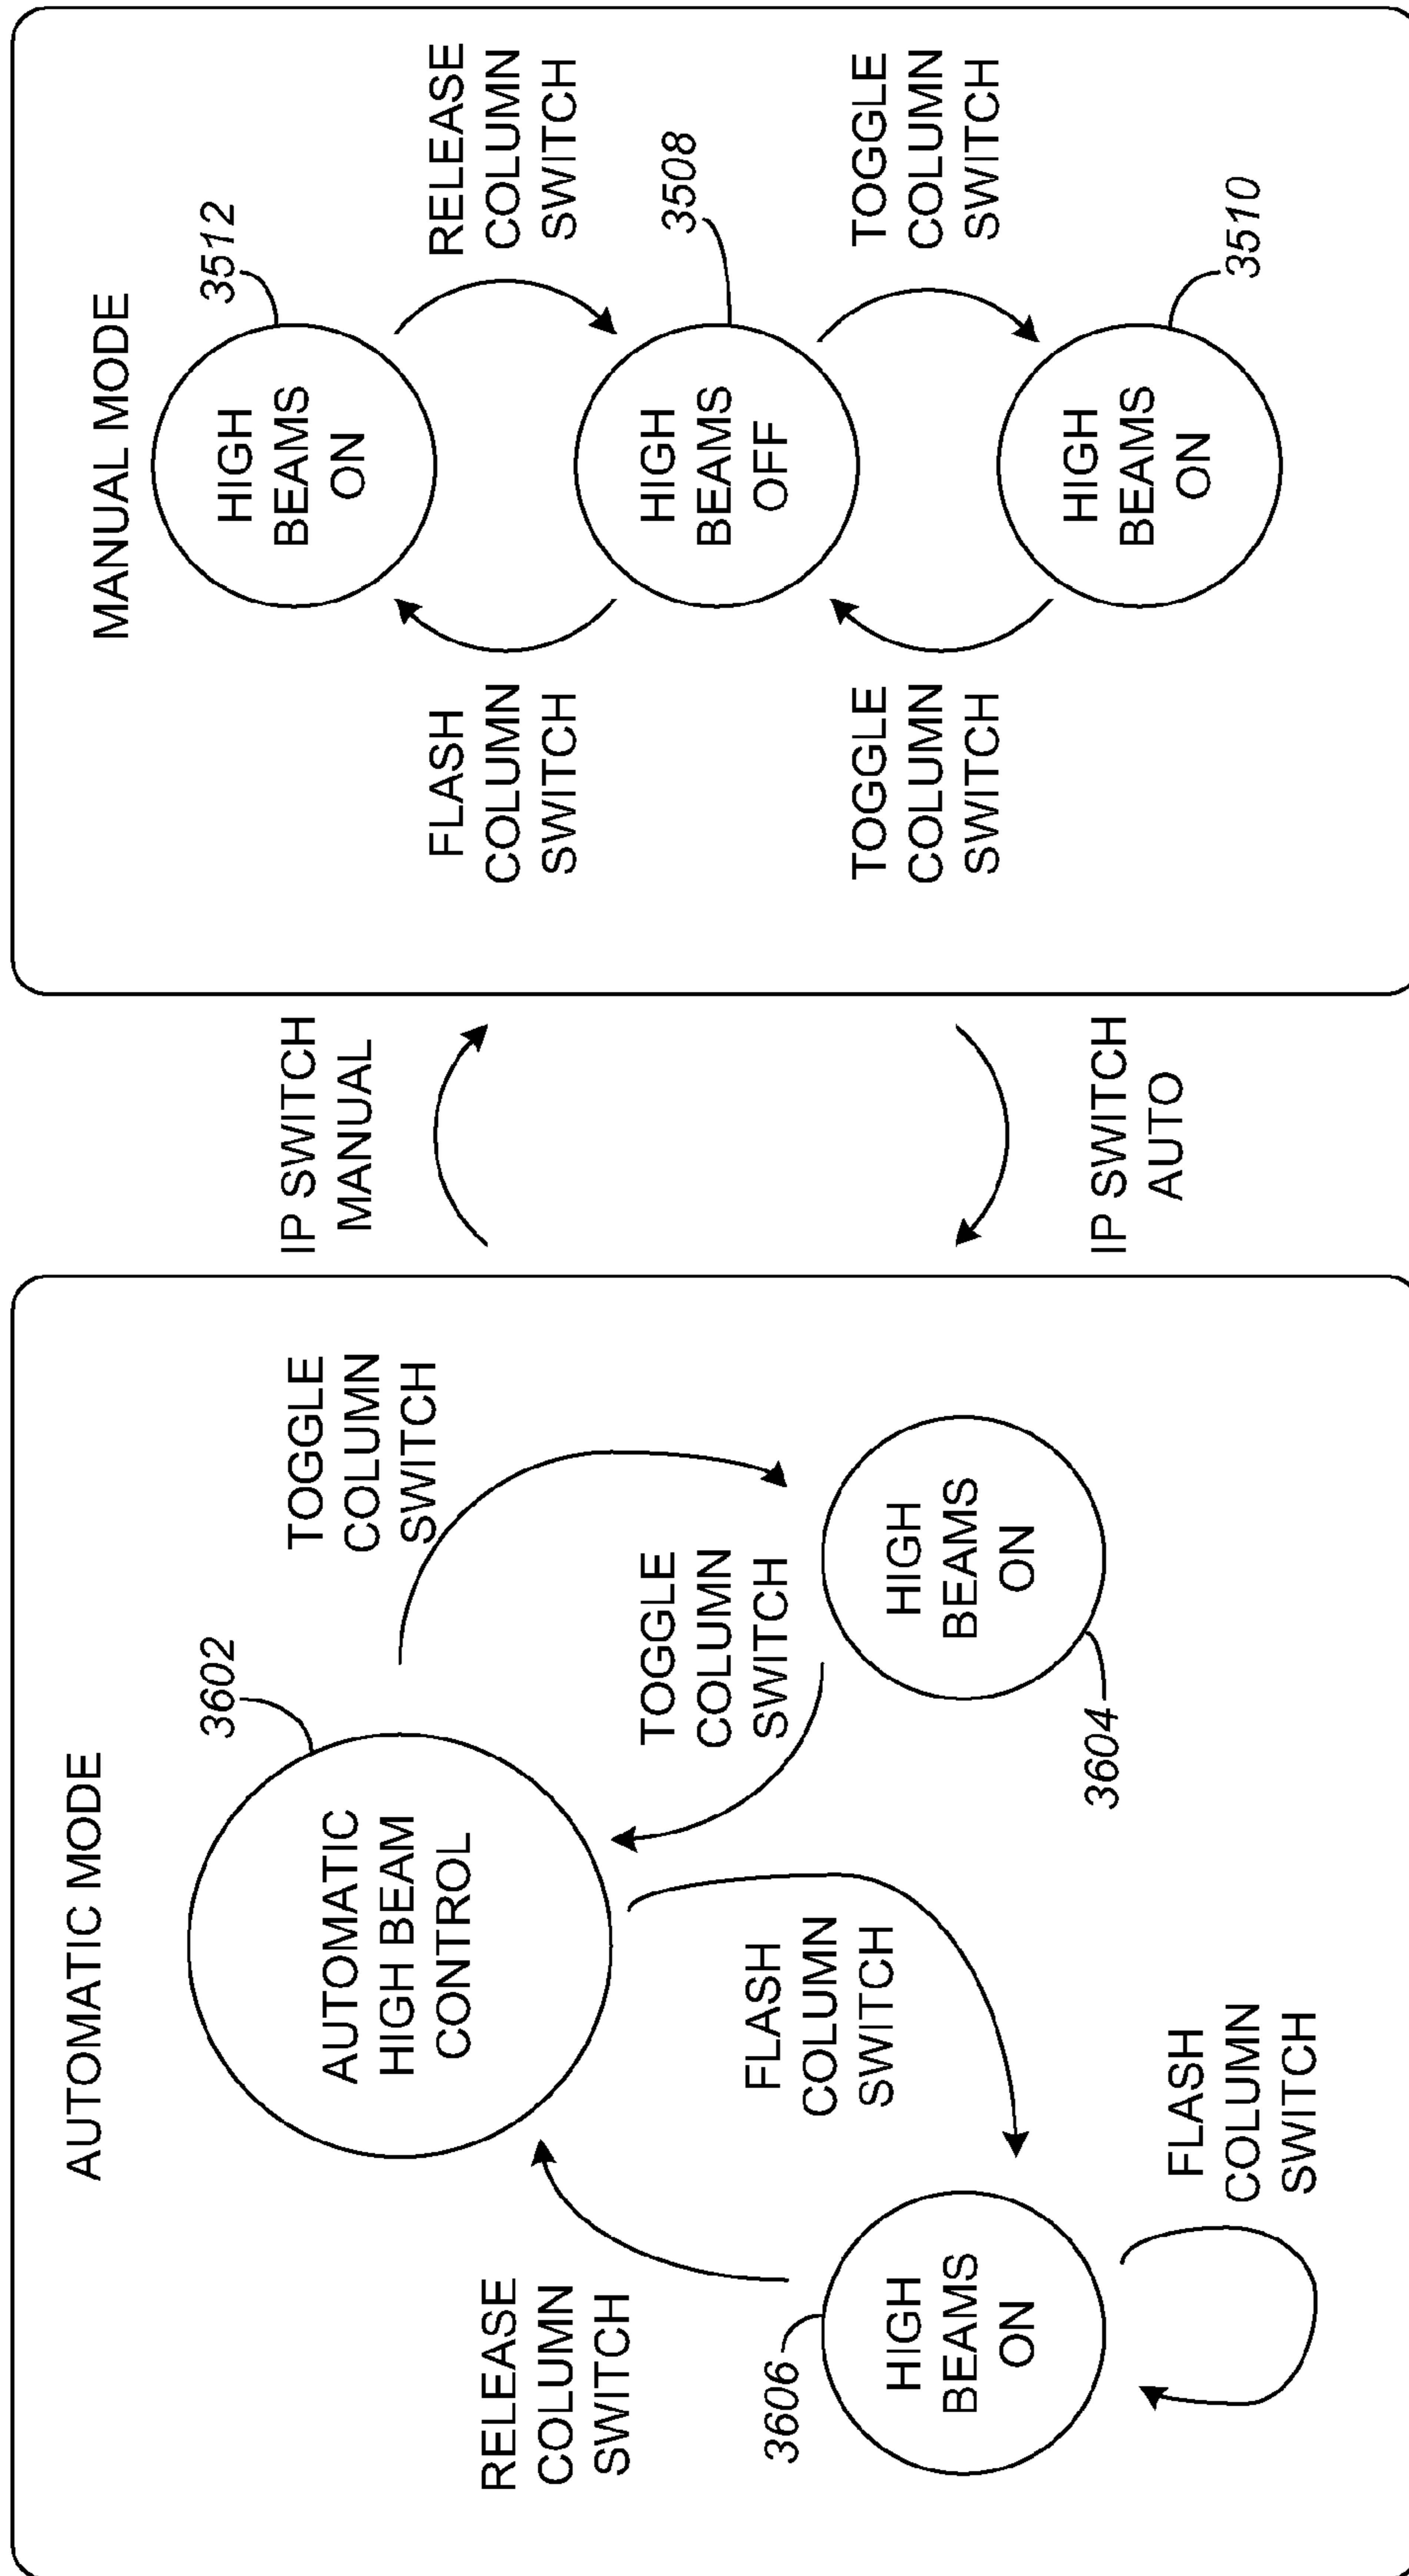 AUTOMATIC MODE
3602
AUTOMATIC
HIGH BEAM
CONTROL
TOGGLE
COLUMN
SWITCH
TOGGLE
COLUMN
SWITCH
HIGH
BEAMS
ON
3604
RELEASE
COLUMN
SWITCH
FLASH
COLUMN
SWITCH
3606
HIGH
BEAMS
ON
FLASH
COLUMN
SWITCH
IP SWITCH
MANUAL
IP SWITCH
AUTO
MANUAL MODE
3512
HIGH
BEAMS
ON
FLASH
COLUMN
SWITCH
RELEASE
COLUMN
SWITCH
3508
HIGH
BEAMS
OFF
TOGGLE
COLUMN
SWITCH
TOGGLE
COLUMN
SWITCH
HIGH
BEAMS
ON
3510